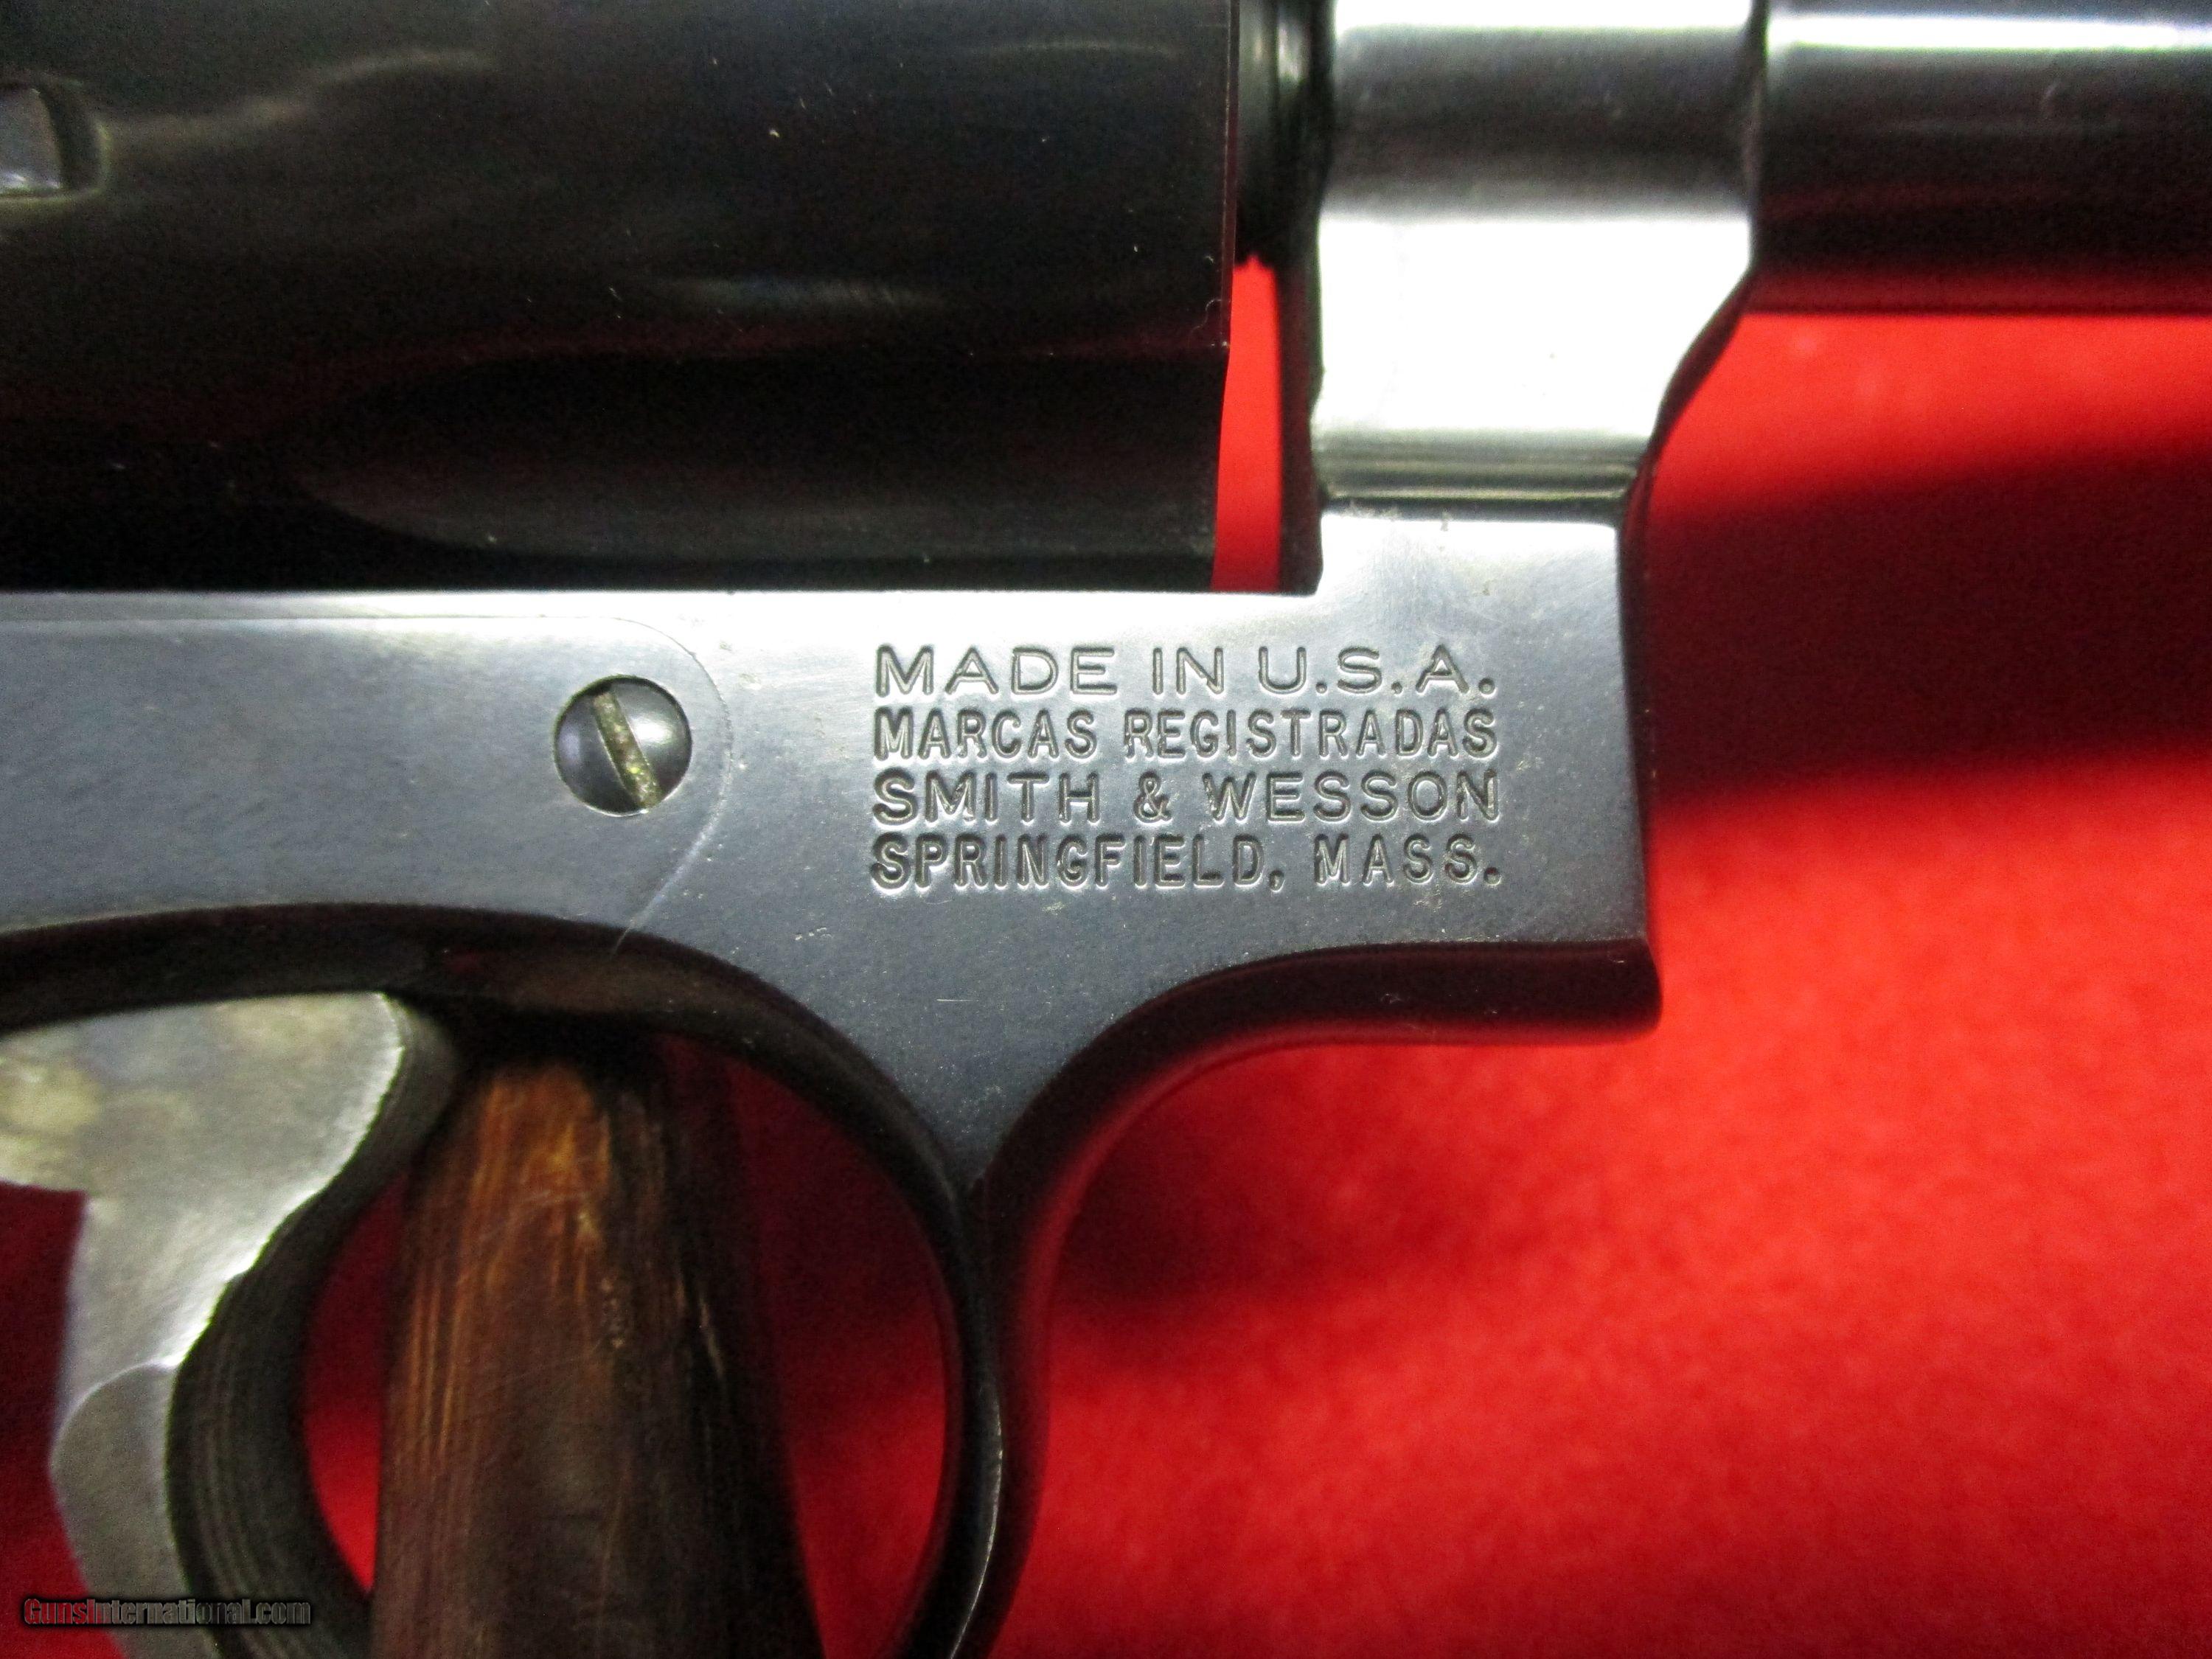 MADE IN U.S.A.
MARCAS REGISTRADAS
SMITH & WESSON
SPRINGFIELD, MASS.
GunsInternational.com